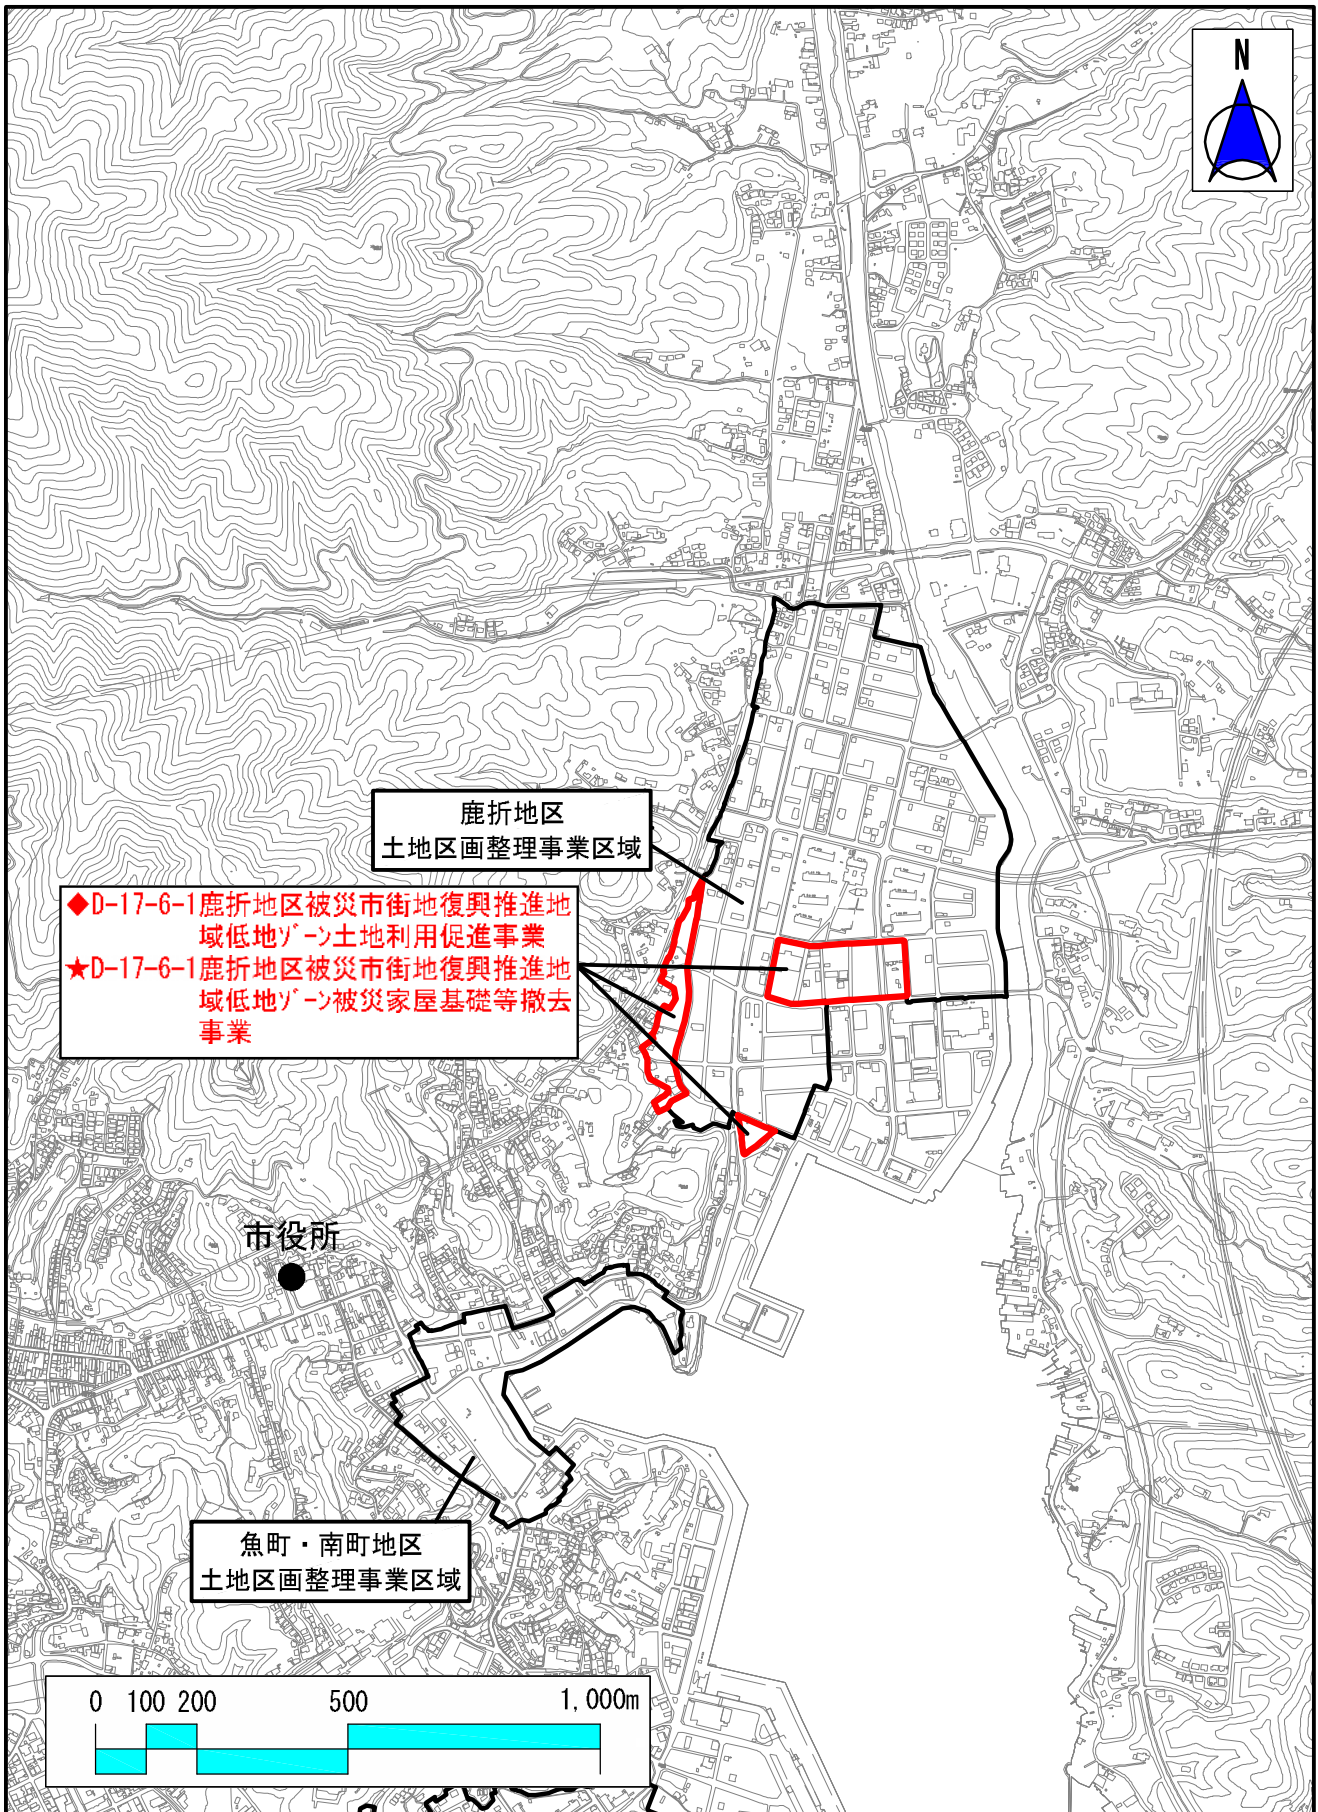 N
鹿折地区
土地区画整理事業区域
◆D-17-6-1鹿折地区被災市街地復興推進地
域低地ｿﾞｰﾝ土地利用促進事業
★D-17-6-1鹿折地区被災市街地復興推進地
域低地ｿﾞｰﾝ被災家屋基礎等撤去
事業
市役所
魚町・南町地区
土地区画整理事業区域
0 100 200 500 1,000m